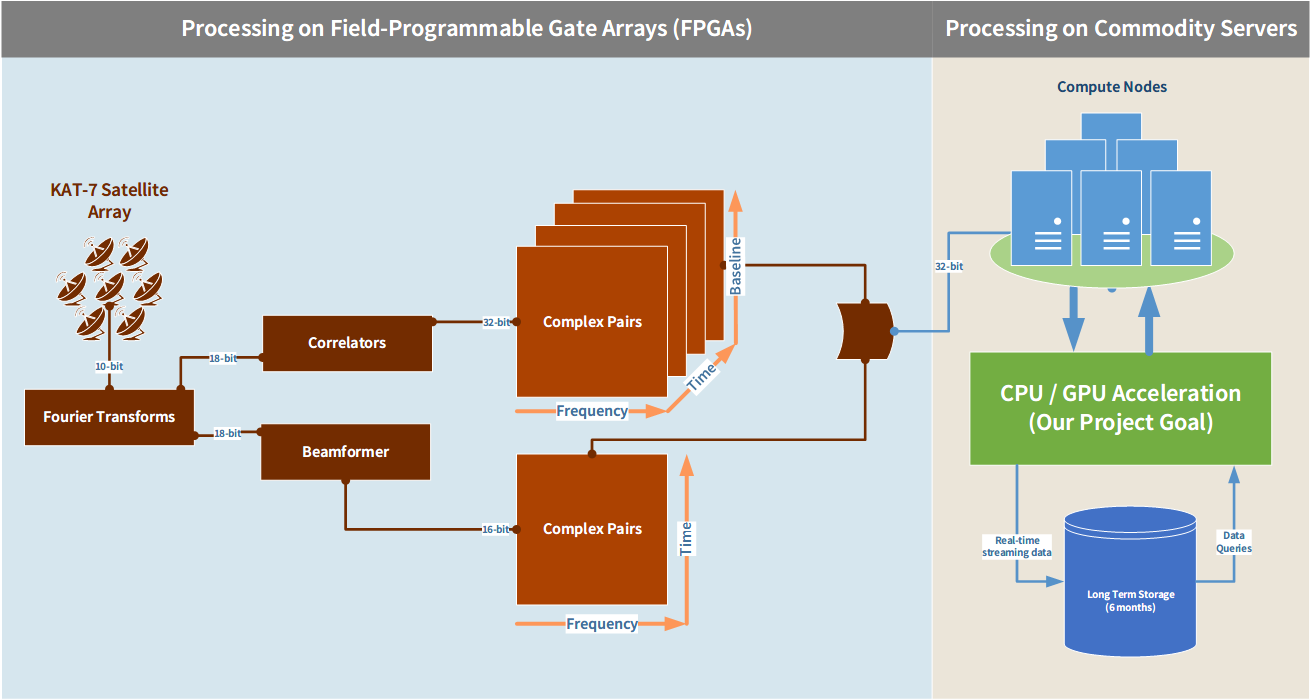 Processing on Field-Programmable Gate Arrays (FPGAs)
Processing on Commodity Servers
KAT-7 Satellite
Array
10-bit
Fourier Transforms
18-bit
18-bit
Correlators
Beamformer
32-bit
16-bit
Complex Pairs
Baseline
Time
Frequency
Complex Pairs
Time
Frequency
32-bit
Compute Nodes
CPU / GPU Acceleration
(Our Project Goal)
Real-time
streaming data
Data
Queries
Long Term Storage
(6 months)